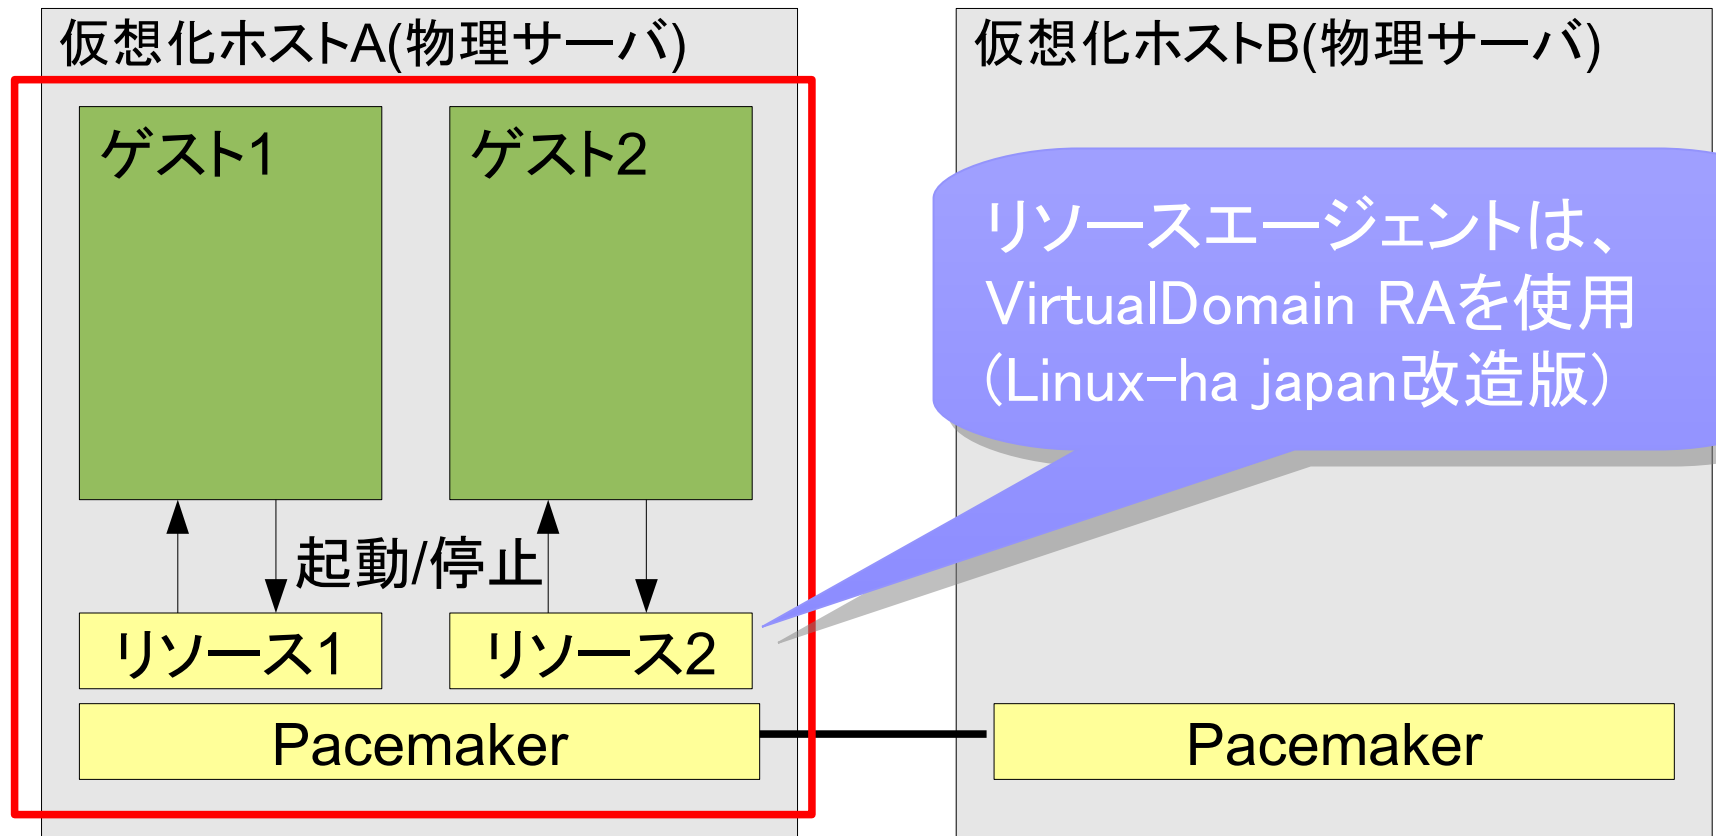 仮想化ホストA(物理サーバ)
仮想化ホストB(物理サーバ)
ゲスト1
ゲスト2
リソースエージェントは、
VirtualDomain RAを使用
(Linux-ha japan改造版)
起動/停止
リソース1
リソース2
Pacemaker
Pacemaker